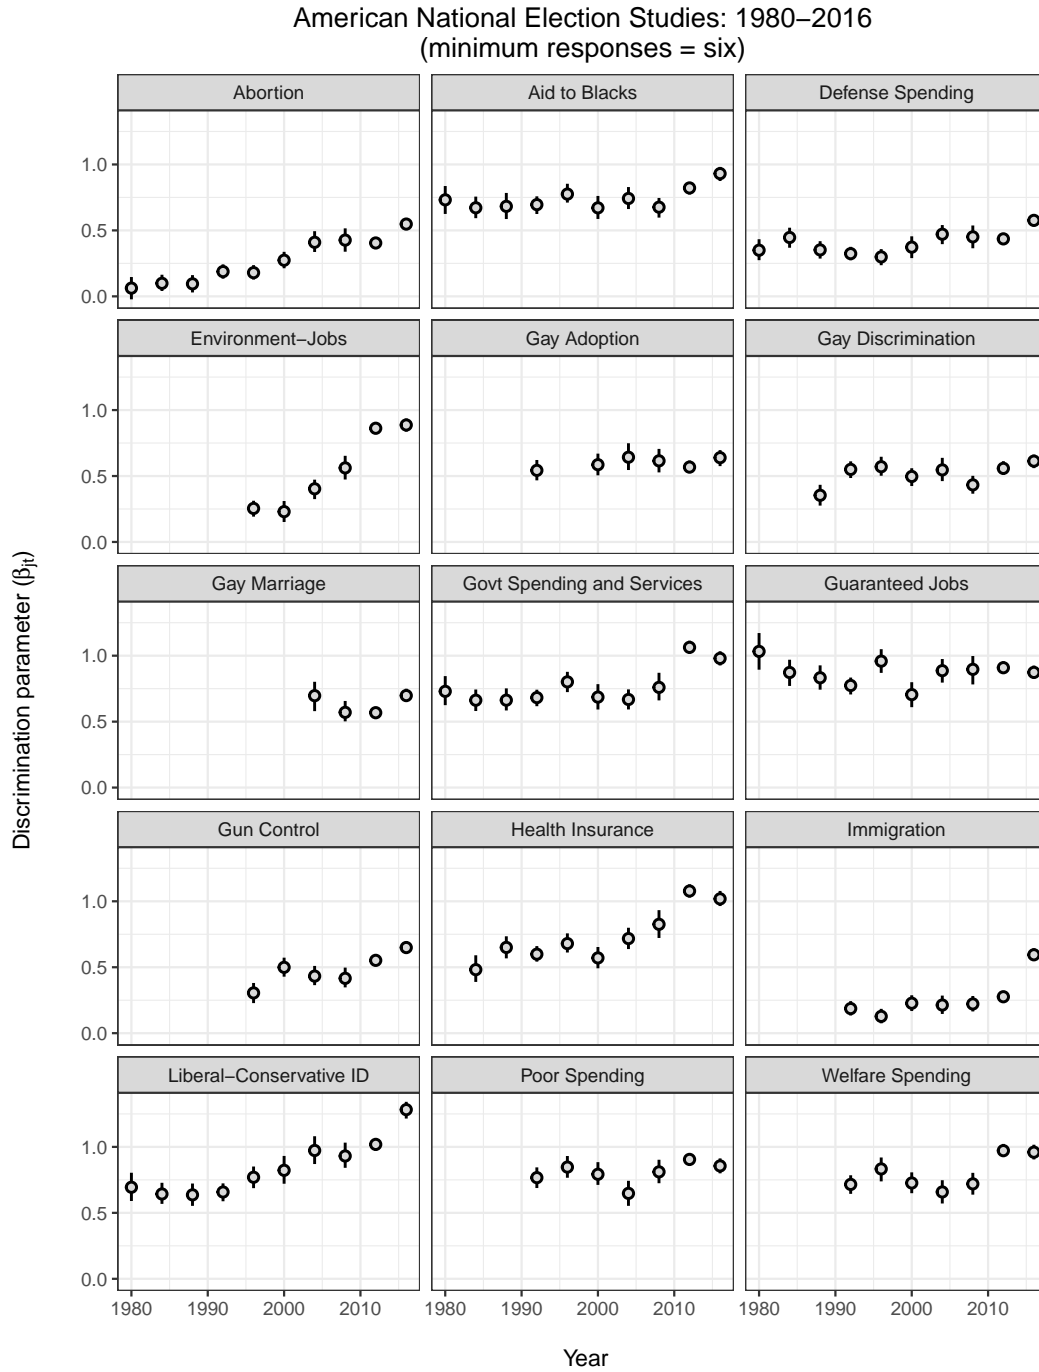 American National Election Studies: 1980–2016
(minimum responses = six)
Abortion
Aid to Blacks
Defense Spending
1.0
0.5
0.0
Environment–Jobs
Gay Adoption
Gay Discrimination
1.0
0.5
0.0
Gay Marriage
Govt Spending and Services
Guaranteed Jobs
1.0
0.5
0.0
Gun Control
Health Insurance
Immigration
1.0
0.5
0.0
Liberal–Conservative ID
Poor Spending
Welfare Spending
1.0
0.5
0.0
1980 1990 2000 2010 1980 1990 2000 2010 1980 1990 2000 2010
Year
Discrimination parameter (βjt)